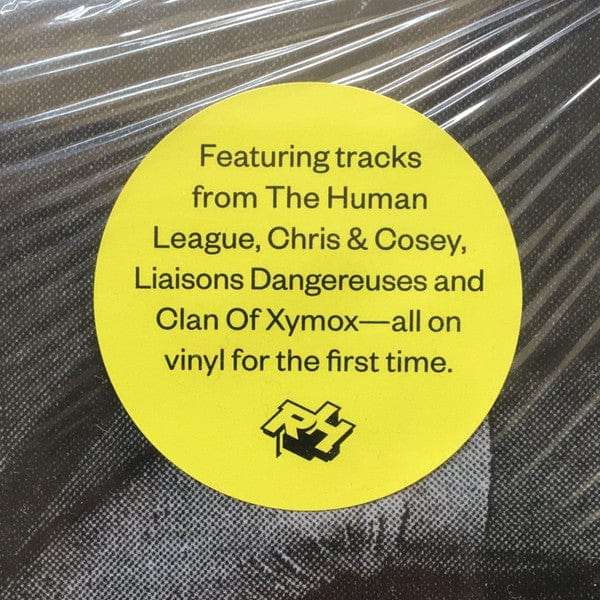 Featuring tracks
from The Human
League, Chris & Cosey,
Liaisons Dangereuses and
Clan Of Xymox—all on
vinyl for the first time.
RH